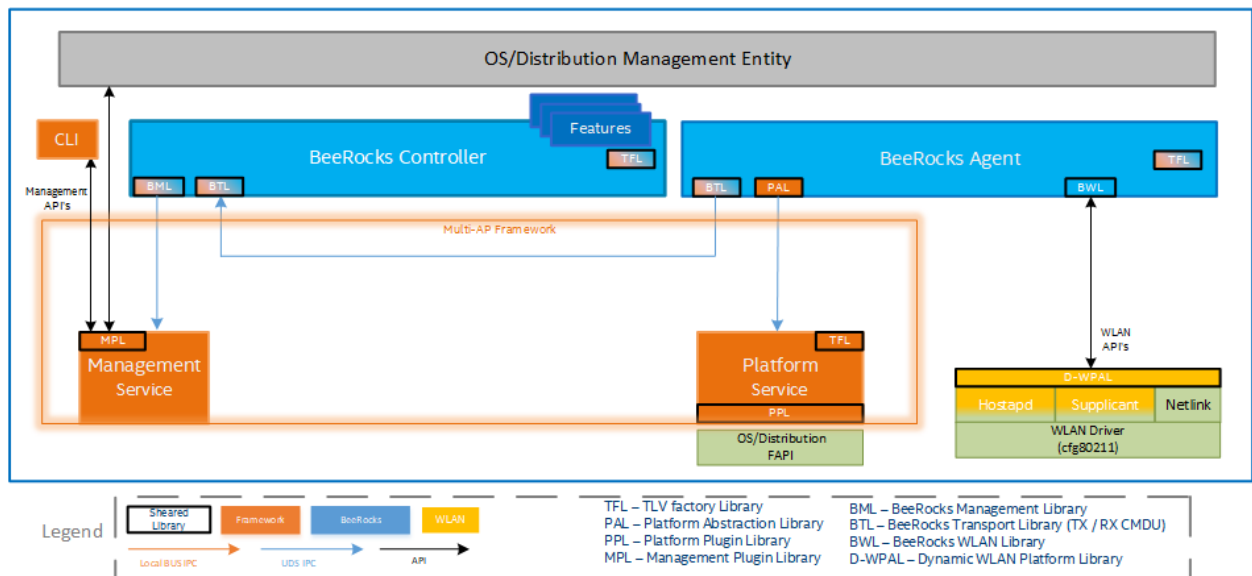 OS/Distribution Management Entity
CLI
Features
BeeRocks Controller
TFL
BeeRocks Agent
TFL
BML
BTL
BTL
PAL
BWL
Management
API's
Multi-AP Framework
MPL
Management
Service
TFL
Platform
Service
PPL
OS/Distribution
FAPI
WLAN
API's
D-WPAL
Hostapd
Supplicant
Netlink
WLAN Driver
(cfg80211)
Legend
Sheared
Library
Framework
BeeRocks
WLAN
Local BUS IPC
UDS IPC
API
TFL – TLV factory Library
PAL – Platform Abstraction Library
PPL – Platform Plugin Library
MPL – Management Plugin Library
BML – BeeRocks Management Library
BTL – BeeRocks Transport Library (TX / RX CMDU)
BWL – BeeRocks WLAN Library
D-WPAL – Dynamic WLAN Platform Library